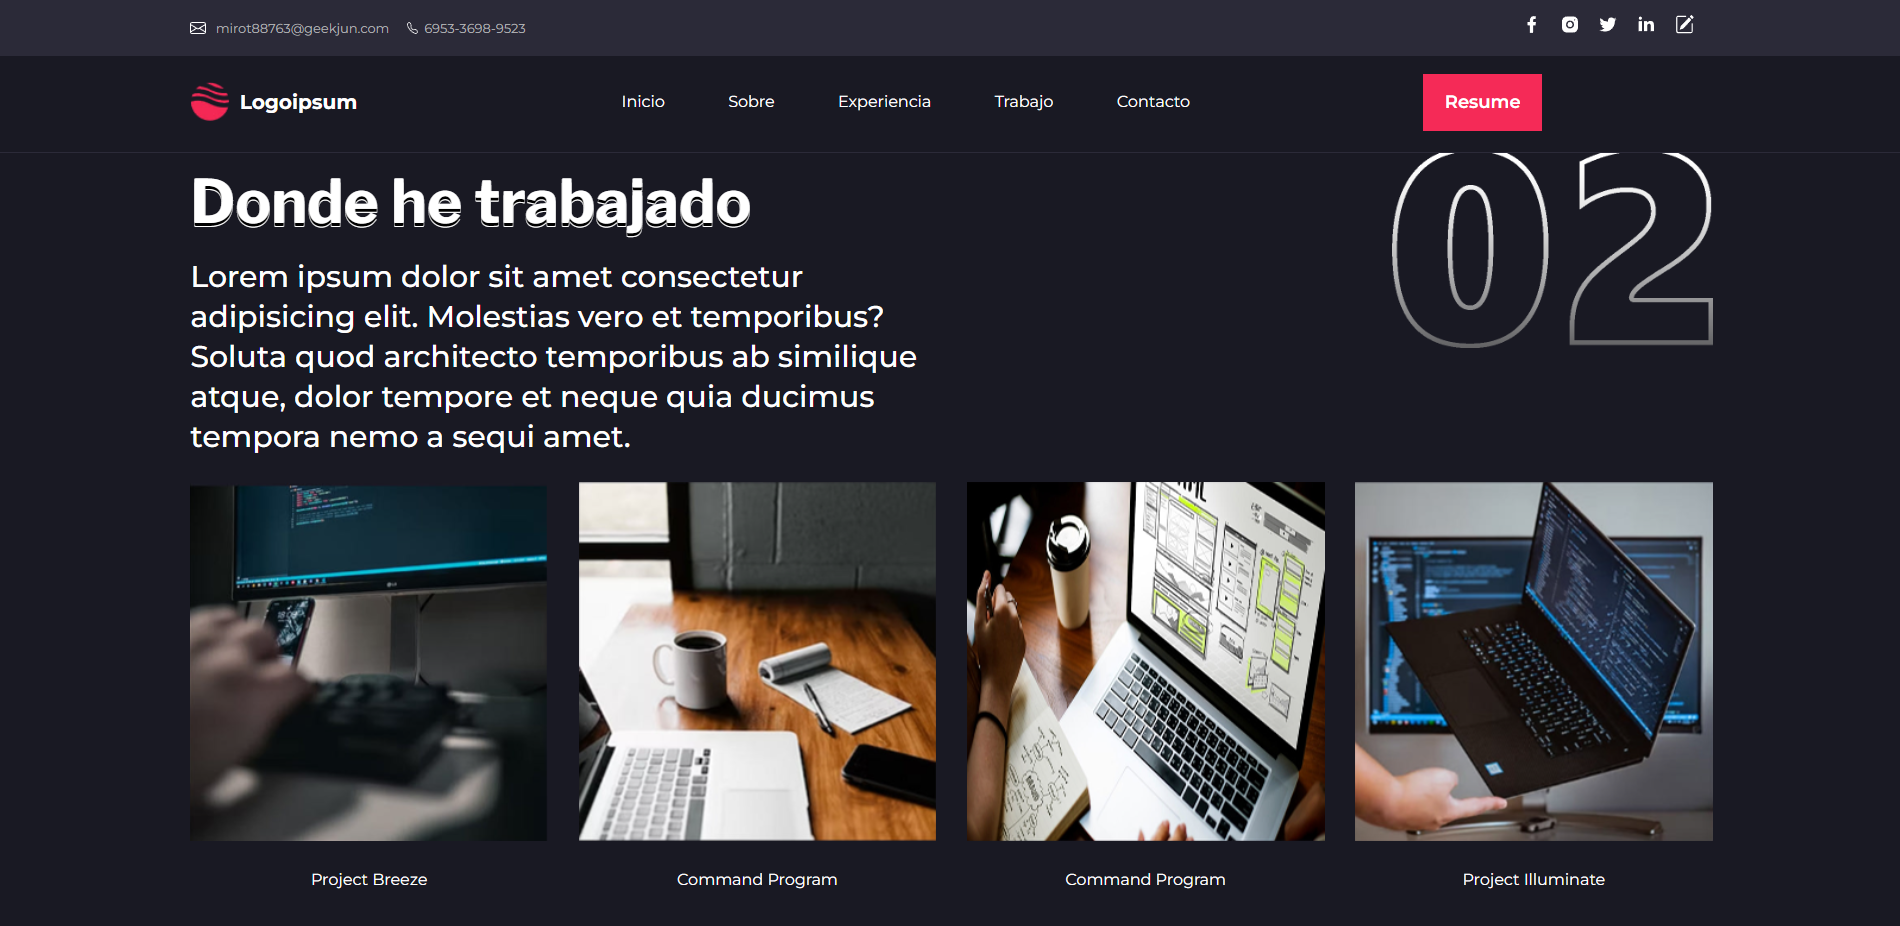 mirot88763@geekjun.com 6953-3698-9523
Logoipsum
Inicio Sobre Experiencia Trabajo Contacto
Resume
02
Donde he trabajado
Lorem ipsum dolor sit amet consectetur
adipisicing elit. Molestias vero et temporibus?
Soluta quod architecto temporibus ab similique
atque, dolor tempore et neque quia ducimus
tempora nemo a sequi amet.
Project Breeze
Command Program
Command Program
Project Illuminate